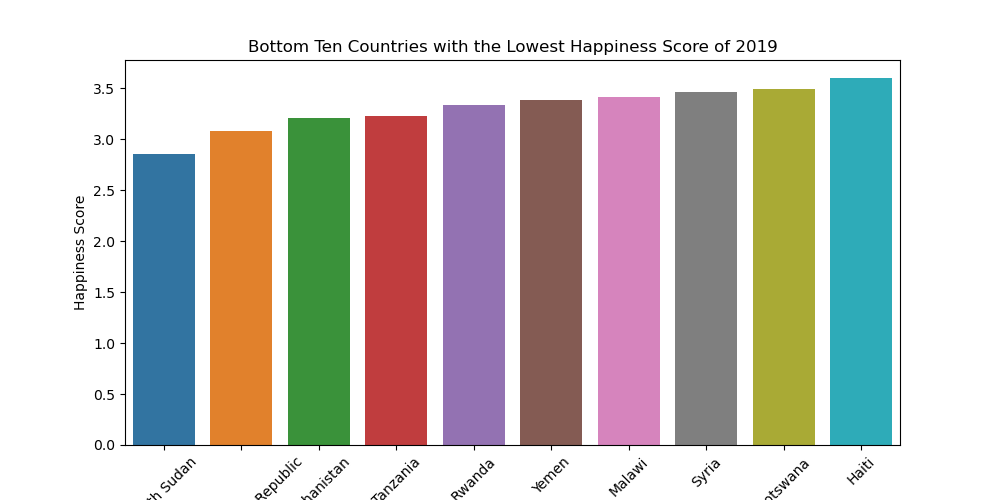 Bottom Ten Countries with the Lowest Happiness Score of 2019
Happiness Score
3.5
3.0
2.5
2.0
1.5
1.0
0.5
0.0
Sudan
Republic
Tanzania
Rwanda
Yemen
Malawi
Syria
Haiti